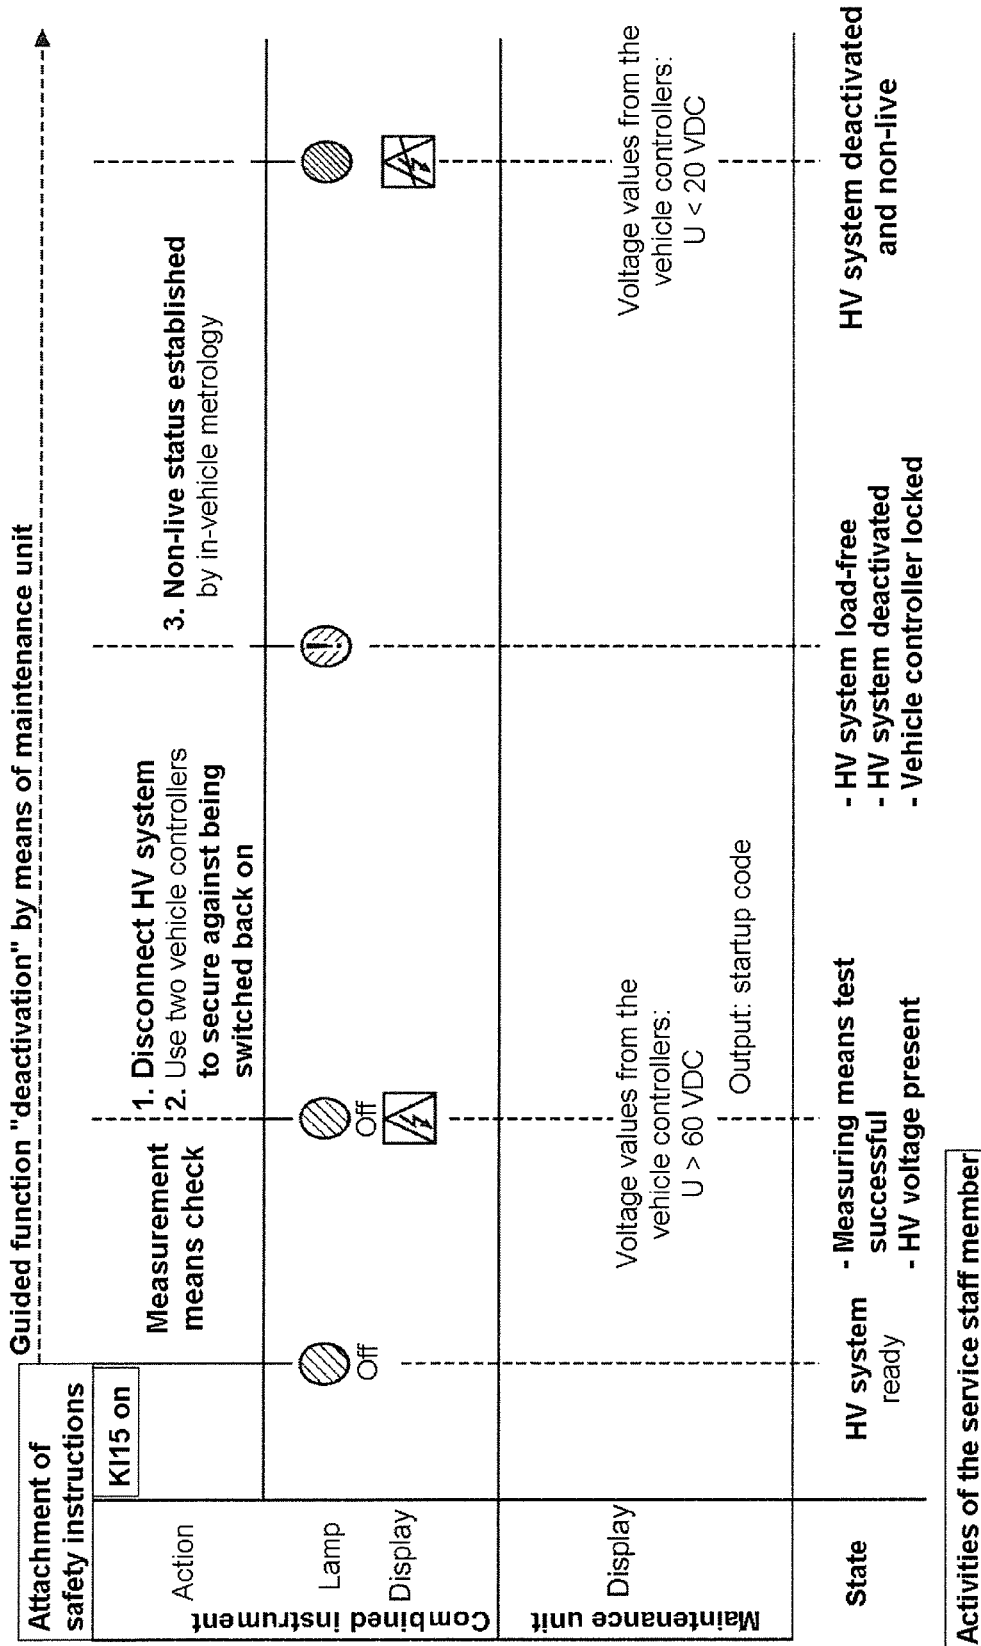 Guided function "deactivation" by means of maintenance unit
Attachment of
safety instructions
KI15 on
Action
Measurement
means check
1. Disconnect HV system
2. Use two vehicle controllers
to secure against being
switched back on
3. Non-live status established
by in-vehicle metrology
Combined instrument
Lamp
Off
Off
!
Display
Maintenance unit
Display
Voltage values from the
vehicle controllers:
U > 60 VDC
Output: startup code
Voltage values from the
vehicle controllers:
U < 20 VDC
State
HV system
ready
- Measuring means test
successful
- HV voltage present
- HV system load-free
- HV system deactivated
- Vehicle controller locked
HV system deactivated
and non-live
Activities of the service staff member